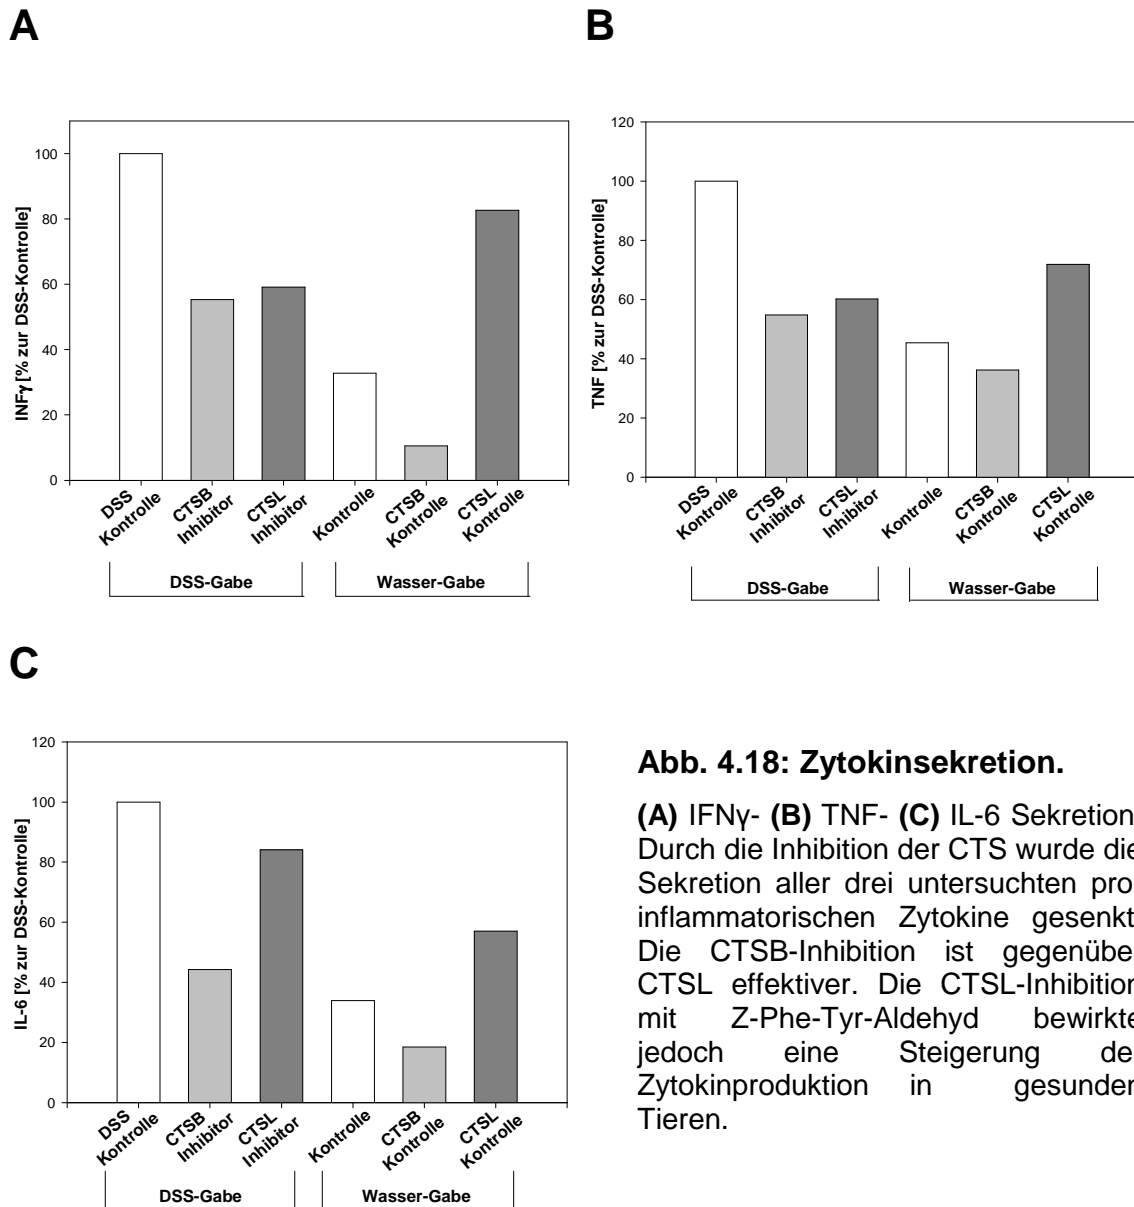 A
B
INFγ [% zur DSS-Kontrolle]
100
80
60
40
20
0
DSS
Kontrolle
CTSB
Inhibitor
CTSL
Inhibitor
Kontrolle
CTSB
Kontrolle
CTSL
Kontrolle
DSS-Gabe
Wasser-Gabe
TNF [% zur DSS-Kontrolle]
120
100
80
60
40
20
0
DSS
Kontrolle
CTSB
Inhibitor
CTSL
Inhibitor
Kontrolle
CTSB
Kontrolle
CTSL
Kontrolle
DSS-Gabe
Wasser-Gabe
C
IL-6 [% zur DSS-Kontrolle]
120
100
80
60
40
20
0
DSS
Kontrolle
CTSB
Inhibitor
CTSL
Inhibitor
Kontrolle
CTSB
Kontrolle
CTSL
Kontrolle
DSS-Gabe
Wasser-Gabe
Abb. 4.18: Zytokinsekretion.
(A) IFNγ- (B) TNF- (C) IL-6 Sekretion
Durch die Inhibition der CTS wurde die
Sekretion aller drei untersuchten pro
inflammatorischen Zytokine gesenkt
Die CTSB-Inhibition ist gegenübe
CTSL effektiver. Die CTSL-Inhibition
mit Z-Phe-Tyr-Aldehyd bewirkte
jedoch eine Steigerung de
Zytokinproduktion in gesunden
Tieren.